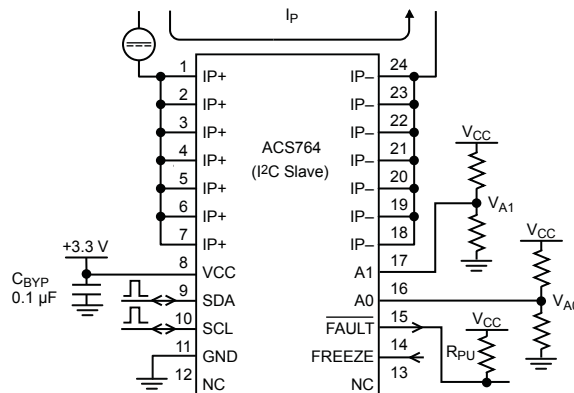 IP
1 IP+ IP– 24
2 IP+ IP– 23
3 IP+ IP– 22
4 IP+ IP– 21
5 IP+ IP– 20
6 IP+ IP– 19
7 IP+ IP– 18
ACS764
(I2C Slave)
VCC
VA1
+3.3 V
CBYP
0.1 µF
8 VCC A1 17
9 SDA A0 16
10 SCL FAULT 15
11 GND FREEZE 14
12 NC NC 13
VCC
VA0
VCC
RPU